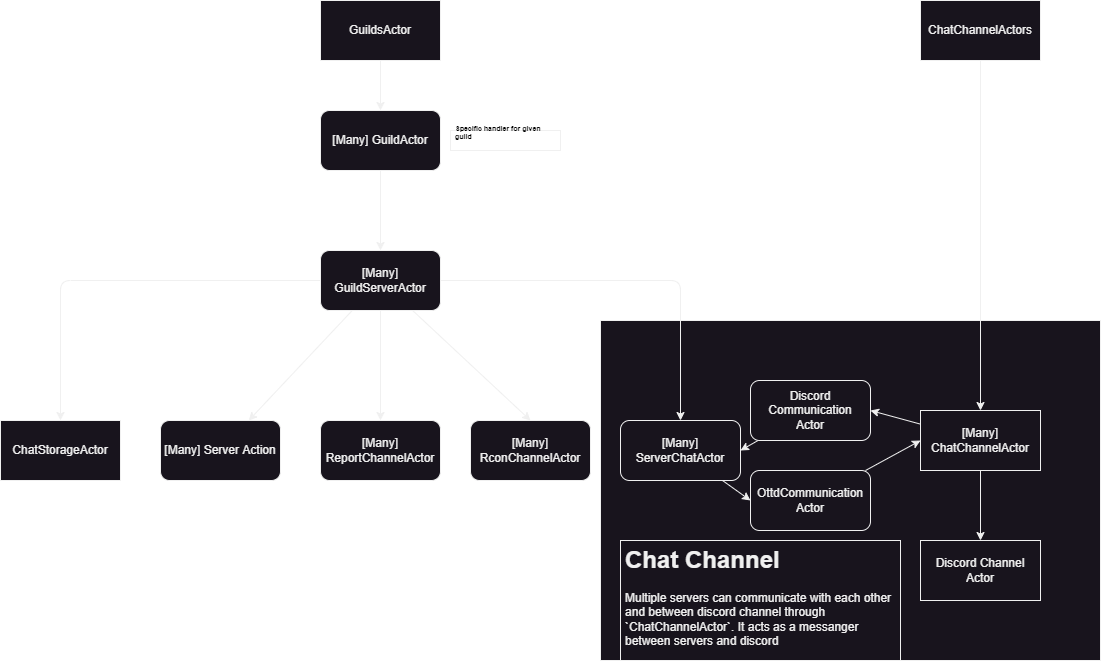 GuildsActor
ChatChannelActors
[Many] GuildActor
Specific handler for given
guild
[Many]
GuildServerActor
ChatStorageActor
[Many] Server Action
[Many]
ReportChannelActor
[Many]
RconChannelActor
[Many]
ServerChatActor
Discord
Communication
Actor
OttdCommunication
Actor
[Many]
ChatChannelActor
Discord Channel
Actor
Chat Channel
Multiple servers can communicate with each other
and between discord channel through
`ChatChannelActor`. It acts as a messanger
between servers and discord